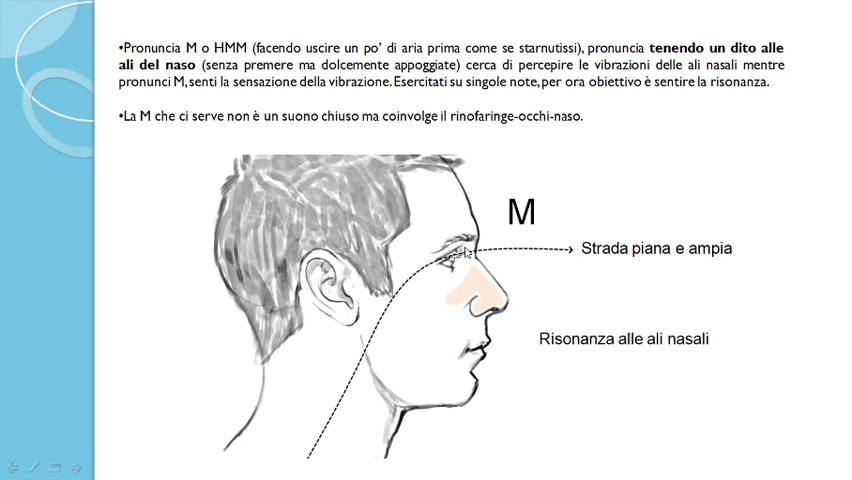 •Pronuncia M o HMM (facendo uscire un po’ di aria prima come se starnutissi), pronuncia tenendo un dito alle
ali del naso (senza premere ma dolcemente appoggiate) cerca di percepire le vibrazioni delle ali nasali mentre
pronunci M, senti la sensazione della vibrazione. Esercitati su singole note, per ora obiettivo è sentire la risonanza.
•La M che ci serve non è un suono chiuso ma coinvolge il rinofaringe-occhi-naso.
M
Strada piana e ampia
Risonanza alle ali nasali